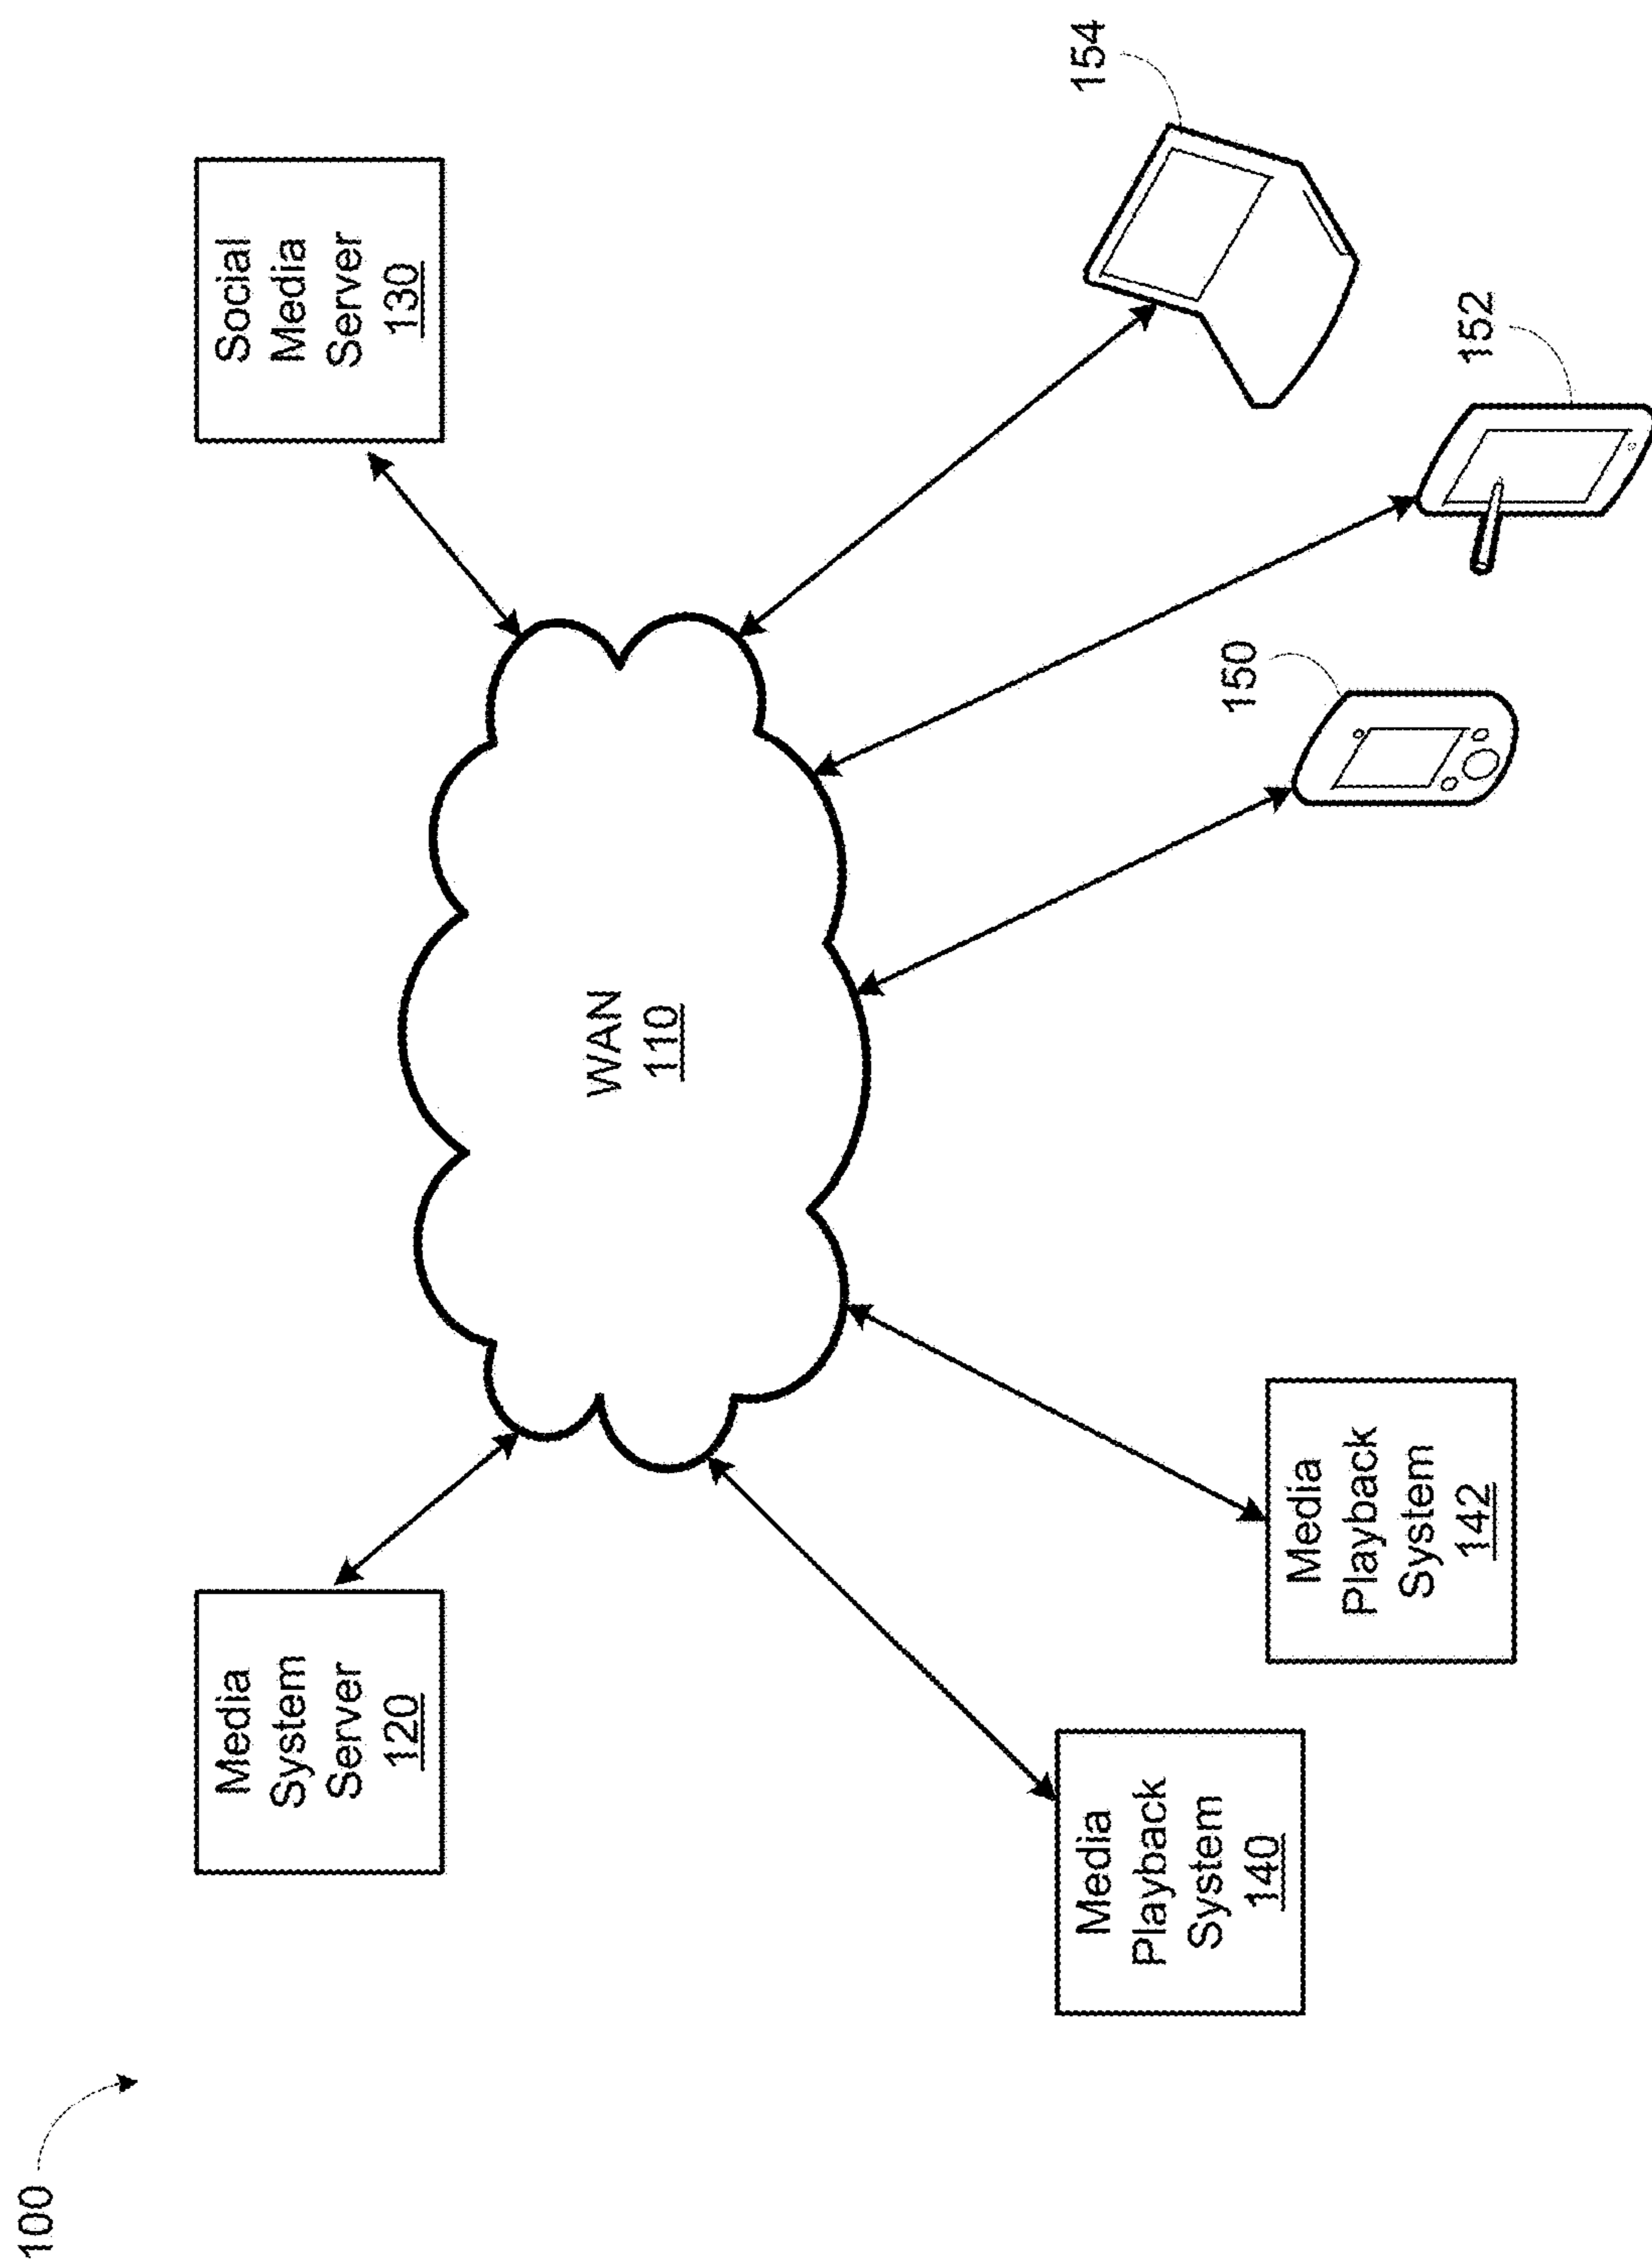 100
Media
System
Server
120
Social
Media
Server
130
WAN
110
Media
Playback
System
140
Media
Playback
System
142
150
152
154